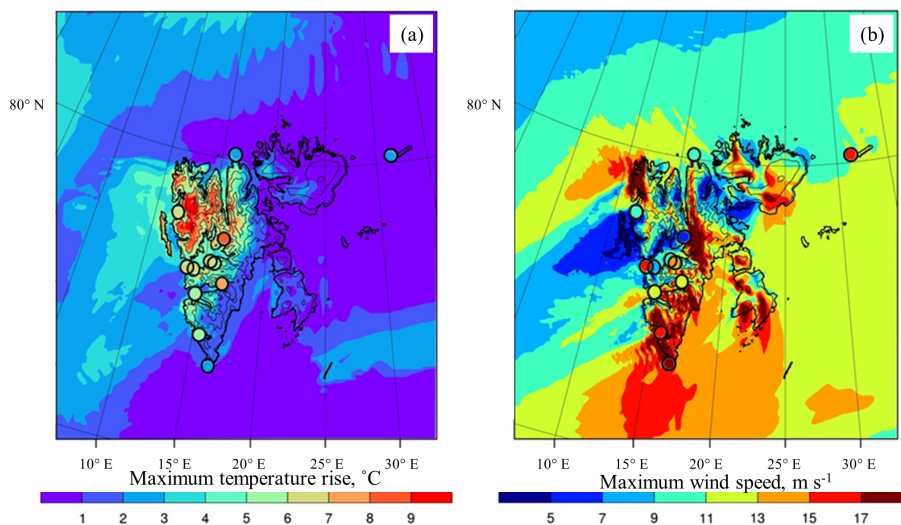 (a) (b)
80° N 80° N
10° E 15° E 20° E 25° E 30° E 10° E 15° E 20° E 25° E 30° E
Maximum temperature rise, ˚C Maximum wind speed, m s⁻¹
1 2 3 4 5 6 7 8 9 5 7 9 11 13 15 17